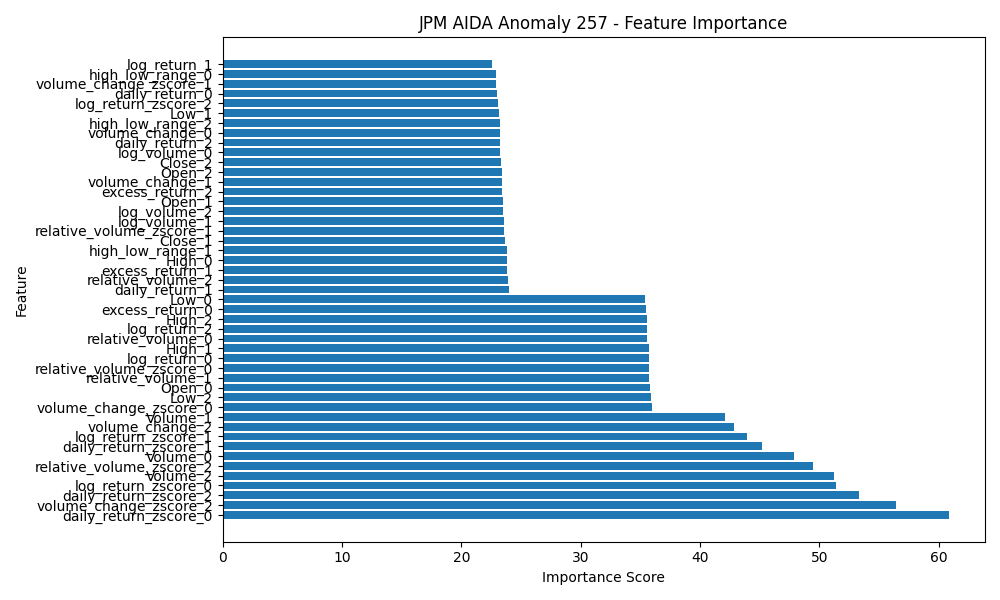 JPM AIDA Anomaly 257 - Feature Importance
log_return_1
high_low_range_0
volume_change_zscore_1
daily_return_0
log_return_zscore_2
Low_1
high_low_range_2
volume_change_0
daily_return_2
log_volume_0
Close_2
Open_2
volume_change_1
excess_return_2
Open_1
log_volume_2
log_volume_1
relative_volume_zscore_1
Close_1
high_low_range_1
High_0
excess_return_1
relative_volume_2
daily_return_1
Low_0
excess_return_0
High_2
log_return_2
relative_volume_0
High_1
log_return_0
relative_volume_zscore_0
relative_volume_1
Open_0
Low_2
volume_change_zscore_0
Volume_1
volume_change_2
log_return_zscore_1
daily_return_zscore_1
Volume_0
relative_volume_zscore_2
Volume_2
log_return_zscore_0
daily_return_zscore_2
volume_change_zscore_2
daily_return_zscore_0
Feature
0 10 20 30 40 50 60
Importance Score